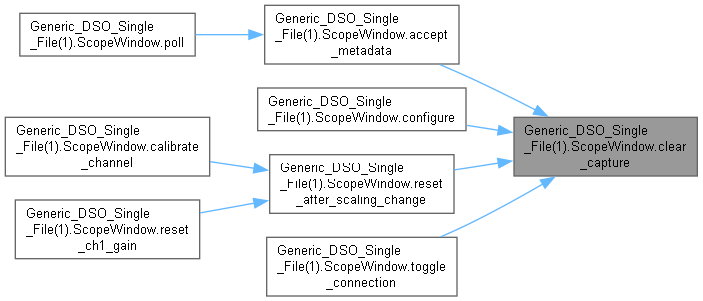 Generic_DSO_Single
_File(1).ScopeWindow.poll
Generic_DSO_Single
_File(1).ScopeWindow.accept
_metadata
Generic_DSO_Single
_File(1).ScopeWindow.configure
Generic_DSO_Single
_File(1).ScopeWindow.clear
_capture
Generic_DSO_Single
_File(1).ScopeWindow.calibrate
_channel
Generic_DSO_Single
_File(1).ScopeWindow.reset
_after_scaling_change
Generic_DSO_Single
_File(1).ScopeWindow.reset
_ch1_gain
Generic_DSO_Single
_File(1).ScopeWindow.toggle
_connection